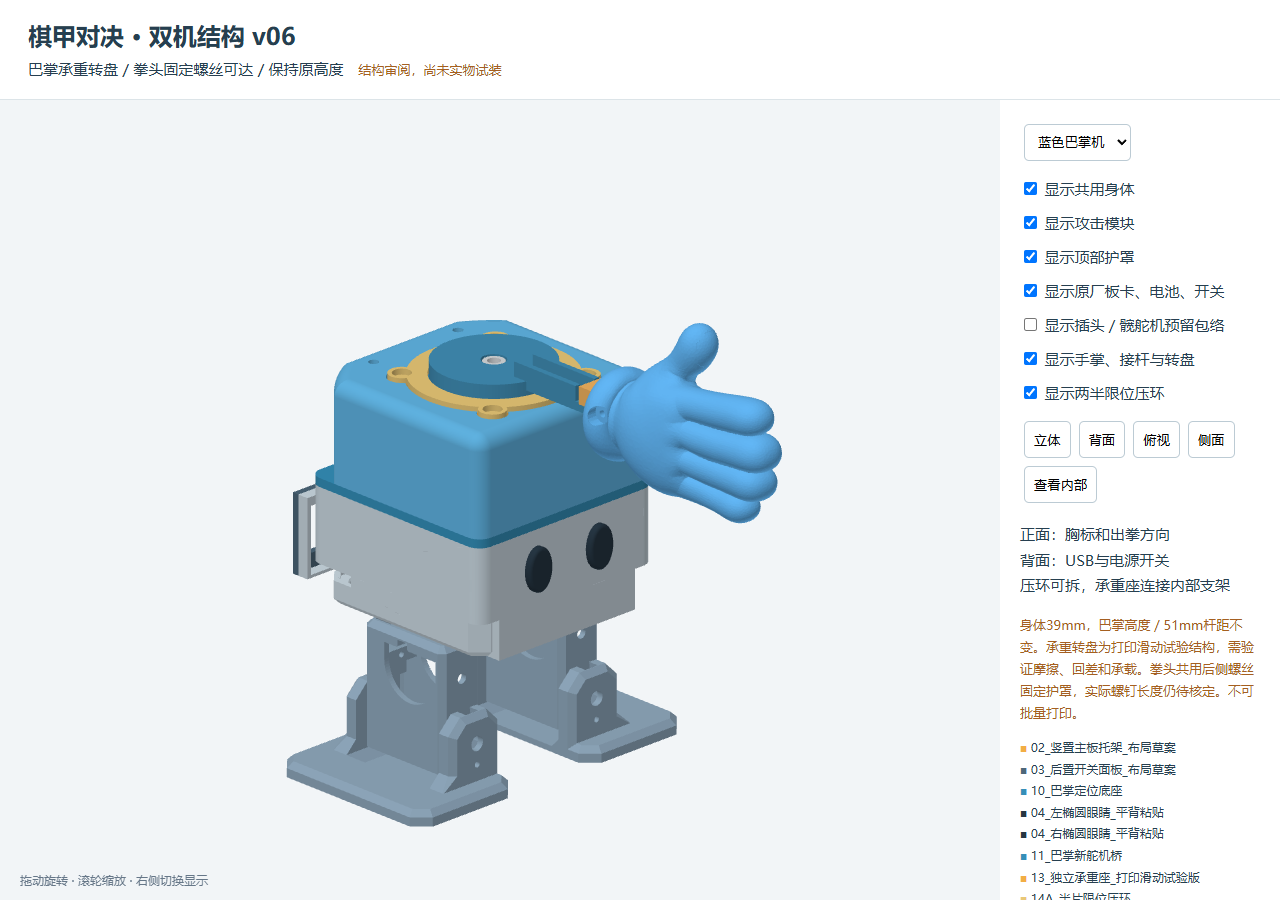 棋甲对决 · 双机结构 v06
巴掌承重转盘 / 拳头固定螺丝可达 / 保持原高度 结构审阅，尚未实物试装
蓝色巴掌机
显示共用身体
显示攻击模块
显示顶部护罩
显示原厂板卡、电池、开关
显示插头 / 髋舵机预留包络
显示手掌、接杆与转盘
显示两半限位压环
立体 背面 俯视 侧面
查看内部
正面：胸标和出拳方向
背面：USB与电源开关
压环可拆，承重座连接内部支架
身体39mm，巴掌高度 / 51mm杆距不
变。承重转盘为打印滑动试验结构，需验
证摩擦、回差和承载。拳头共用后侧螺丝
固定护罩，实际螺钉长度仍待核定。不可
批量打印。
02_竖置主板托架_布局草案
03_后置开关面板_布局草案
10_巴掌定位底座
04_左椭圆眼睛_平背粘贴
04_右椭圆眼睛_平背粘贴
11_巴掌新舵机桥
13_独立承重座_打印滑动试验版
14A_半片限位压环
拖动旋转 · 滚轮缩放 · 右侧切换显示